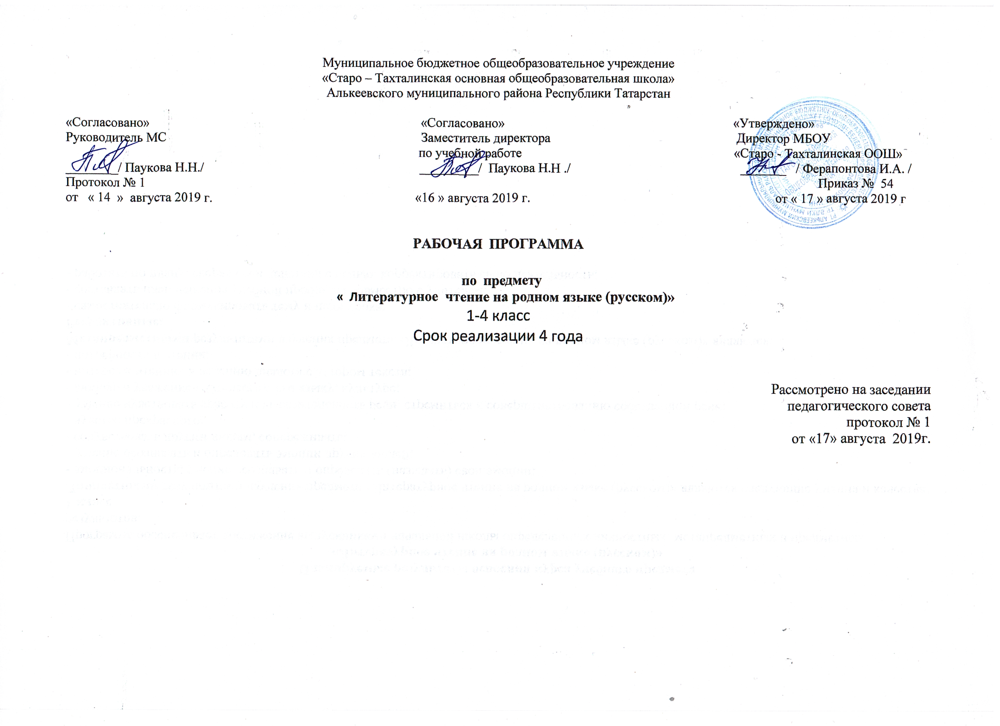 Муниципальное бюджетное общеобразовательное учреждение
«Старо – Тахталинская основная общеобразовательная школа»
Алькеевского муниципального района Республики Татарстан
«Согласовано»
Руководитель МС
________/ Паукова Н.Н./
Протокол № 1
от « 14 » августа 2019 г.
«Согласовано»
Заместитель директора
по учебной работе
_________/ Паукова Н.Н ./
«16 » августа 2019 г.
«Утверждено»
Директор МБОУ
«Старо - Тахталинская ООШ»
_______ / Ферапонтова И.А. /
Приказ № 54
от « 17 » августа 2019 г
РАБОЧАЯ ПРОГРАММА
по предмету
« Литературное чтение на родном языке (русском)»
1-4 класс
Срок реализации 4 года
Рассмотрено на заседании
педагогического совета
протокол № 1
от «17» августа 2019г.